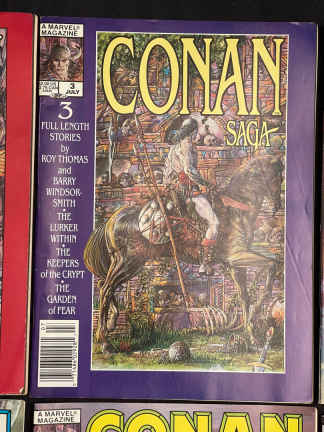 A MARVEL®
MAGAZINE
3
JULY
CONAN
SAGA
3
FULL LENGTH
STORIES
by
ROY THOMAS
and
BARRY
WINDSOR-
SMITH
•
THE
LURKER
WITHIN
•
THE
KEEPERS
of the CRYPT
•
THE
GARDEN
of FEAR
A MARVEL®
MAGAZINE
CONAN